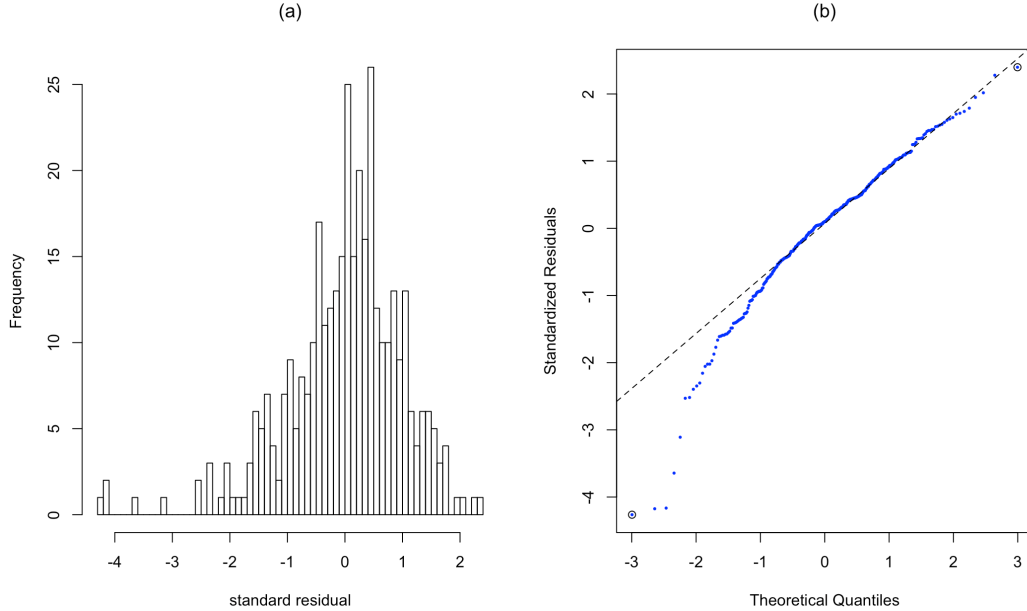 (a)
Frequency
25
20
15
10
5
0
-4 -3 -2 -1 0 1 2
standard residual
(b)
Standardized Residuals
2
1
0
-1
-2
-3
-4
-3 -2 -1 0 1 2 3
Theoretical Quantiles